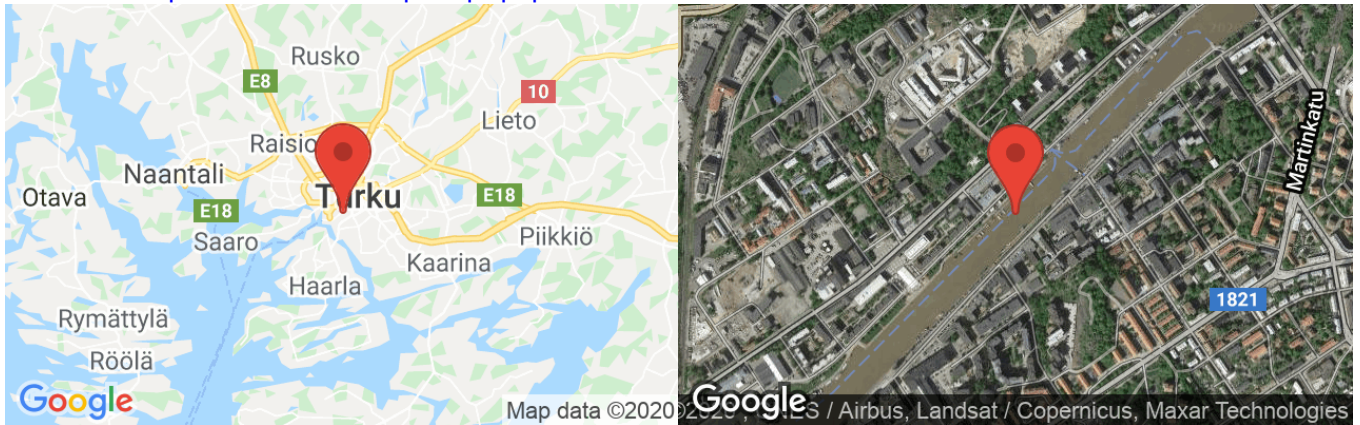 Rusko
E8
10
Lieto
Raisio
Naantali
Turku
Otava
E18
E18
Saaro
Piikkiö
Kaarina
Haarla
Rymättylä
Röölä
Google
Map data ©2020
Martinkatu
1821
Google
/ Airbus, Landsat / Copernicus, Maxar Technologies